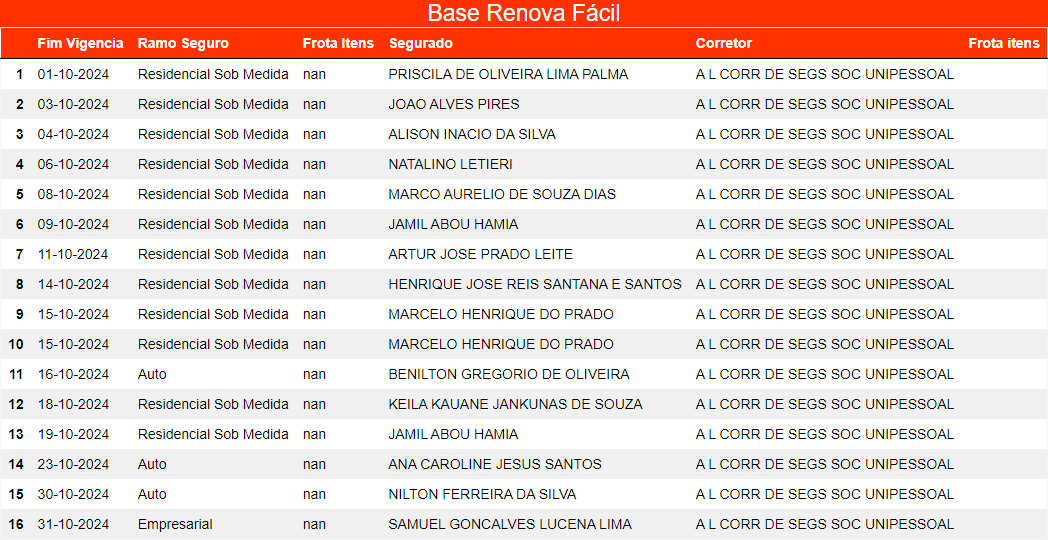 Base Renova Fácil
Fim Vigencia Ramo Seguro Frota Itens Segurado Corretor Frota itens
1 01-10-2024 Residencial Sob Medida nan PRISCILA DE OLIVEIRA LIMA PALMA A L CORR DE SEGS SOC UNIPESSOAL
2 03-10-2024 Residencial Sob Medida nan JOAO ALVES PIRES A L CORR DE SEGS SOC UNIPESSOAL
3 04-10-2024 Residencial Sob Medida nan ALISON INACIO DA SILVA A L CORR DE SEGS SOC UNIPESSOAL
4 06-10-2024 Residencial Sob Medida nan NATALINO LETIERI A L CORR DE SEGS SOC UNIPESSOAL
5 08-10-2024 Residencial Sob Medida nan MARCO AURELIO DE SOUZA DIAS A L CORR DE SEGS SOC UNIPESSOAL
6 09-10-2024 Residencial Sob Medida nan JAMIL ABOU HAMIA A L CORR DE SEGS SOC UNIPESSOAL
7 11-10-2024 Residencial Sob Medida nan ARTUR JOSE PRADO LEITE A L CORR DE SEGS SOC UNIPESSOAL
8 14-10-2024 Residencial Sob Medida nan HENRIQUE JOSE REIS SANTANA E SANTOS A L CORR DE SEGS SOC UNIPESSOAL
9 15-10-2024 Residencial Sob Medida nan MARCELO HENRIQUE DO PRADO A L CORR DE SEGS SOC UNIPESSOAL
10 15-10-2024 Residencial Sob Medida nan MARCELO HENRIQUE DO PRADO A L CORR DE SEGS SOC UNIPESSOAL
11 16-10-2024 Auto nan BENILTON GREGORIO DE OLIVEIRA A L CORR DE SEGS SOC UNIPESSOAL
12 18-10-2024 Residencial Sob Medida nan KEILA KAUANE JANKUNAS DE SOUZA A L CORR DE SEGS SOC UNIPESSOAL
13 19-10-2024 Residencial Sob Medida nan JAMIL ABOU HAMIA A L CORR DE SEGS SOC UNIPESSOAL
14 23-10-2024 Auto nan ANA CAROLINE JESUS SANTOS A L CORR DE SEGS SOC UNIPESSOAL
15 30-10-2024 Auto nan NILTON FERREIRA DA SILVA A L CORR DE SEGS SOC UNIPESSOAL
16 31-10-2024 Empresarial nan SAMUEL GONCALVES LUCENA LIMA A L CORR DE SEGS SOC UNIPESSOAL